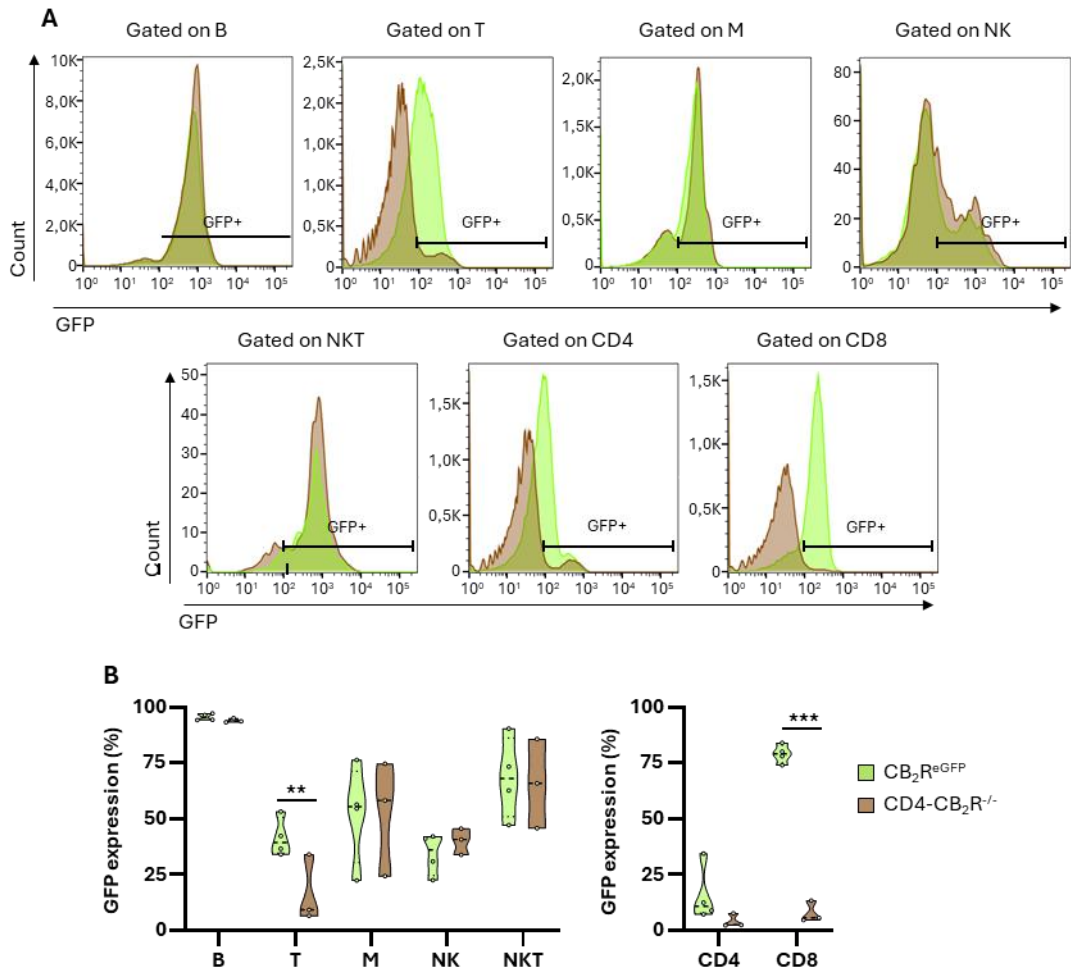 A
Gated on B
Gated on T
Gated on M
Gated on NK
Count
10,0K
8,0K
6,0K
4,0K
2,0K
0
GFP+
10⁰ 10¹ 10² 10³ 10⁴ 10⁵
2,5K
2,0K
1,5K
1,0K
0,5K
0
GFP+
10⁰ 10¹ 10² 10³ 10⁴ 10⁵
2,0K
1,5K
1,0K
0,5K
0
GFP+
10⁰ 10¹ 10² 10³ 10⁴ 10⁵
80
60
40
20
0
GFP+
10⁰ 10¹ 10² 10³ 10⁴ 10⁵
GFP
Gated on NKT
Gated on CD4
Gated on CD8
Count
50
40
30
20
10
0
GFP+
10⁰ 10¹ 10² 10³ 10⁴ 10⁵
1,5K
1,0K
0,5K
0
GFP+
10⁰ 10¹ 10² 10³ 10⁴ 10⁵
1,5K
1,0K
0,5K
0
GFP+
10⁰ 10¹ 10² 10³ 10⁴ 10⁵
GFP
B
GFP expression (%)
100
75
50
25
0
**
B T M NK NKT
GFP expression (%)
100
75
50
25
0
***
CD4 CD8
CB₂Rᵉᴳᶠᴾ
CD4-CB₂R⁻/⁻